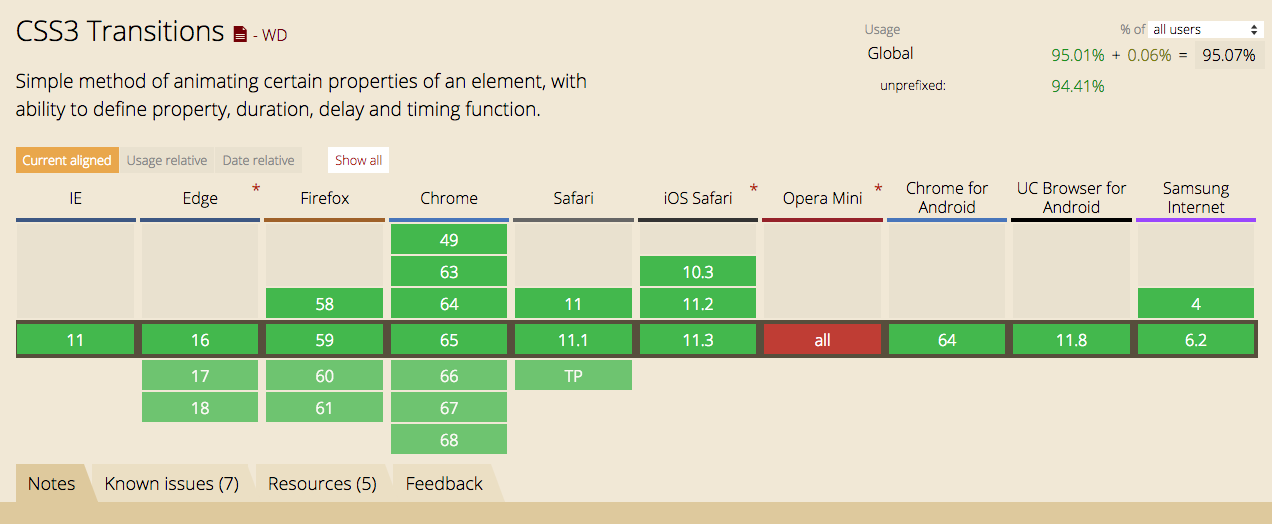 CSS3 Transitions - WD
Usage % of all users
Global 95.01% + 0.06% = 95.07%
unprefixed: 94.41%
Simple method of animating certain properties of an element, with
ability to define property, duration, delay and timing function.
Current aligned Usage relative Date relative Show all
IE Edge * Firefox Chrome Safari iOS Safari * Opera Mini * Chrome for Android UC Browser for Android Samsung Internet
49
63 10.3
58 64 11 11.2 4
11 16 59 65 11.1 11.3 all 64 11.8 6.2
17 60 66 TP
18 61 67
68
Notes Known issues (7) Resources (5) Feedback